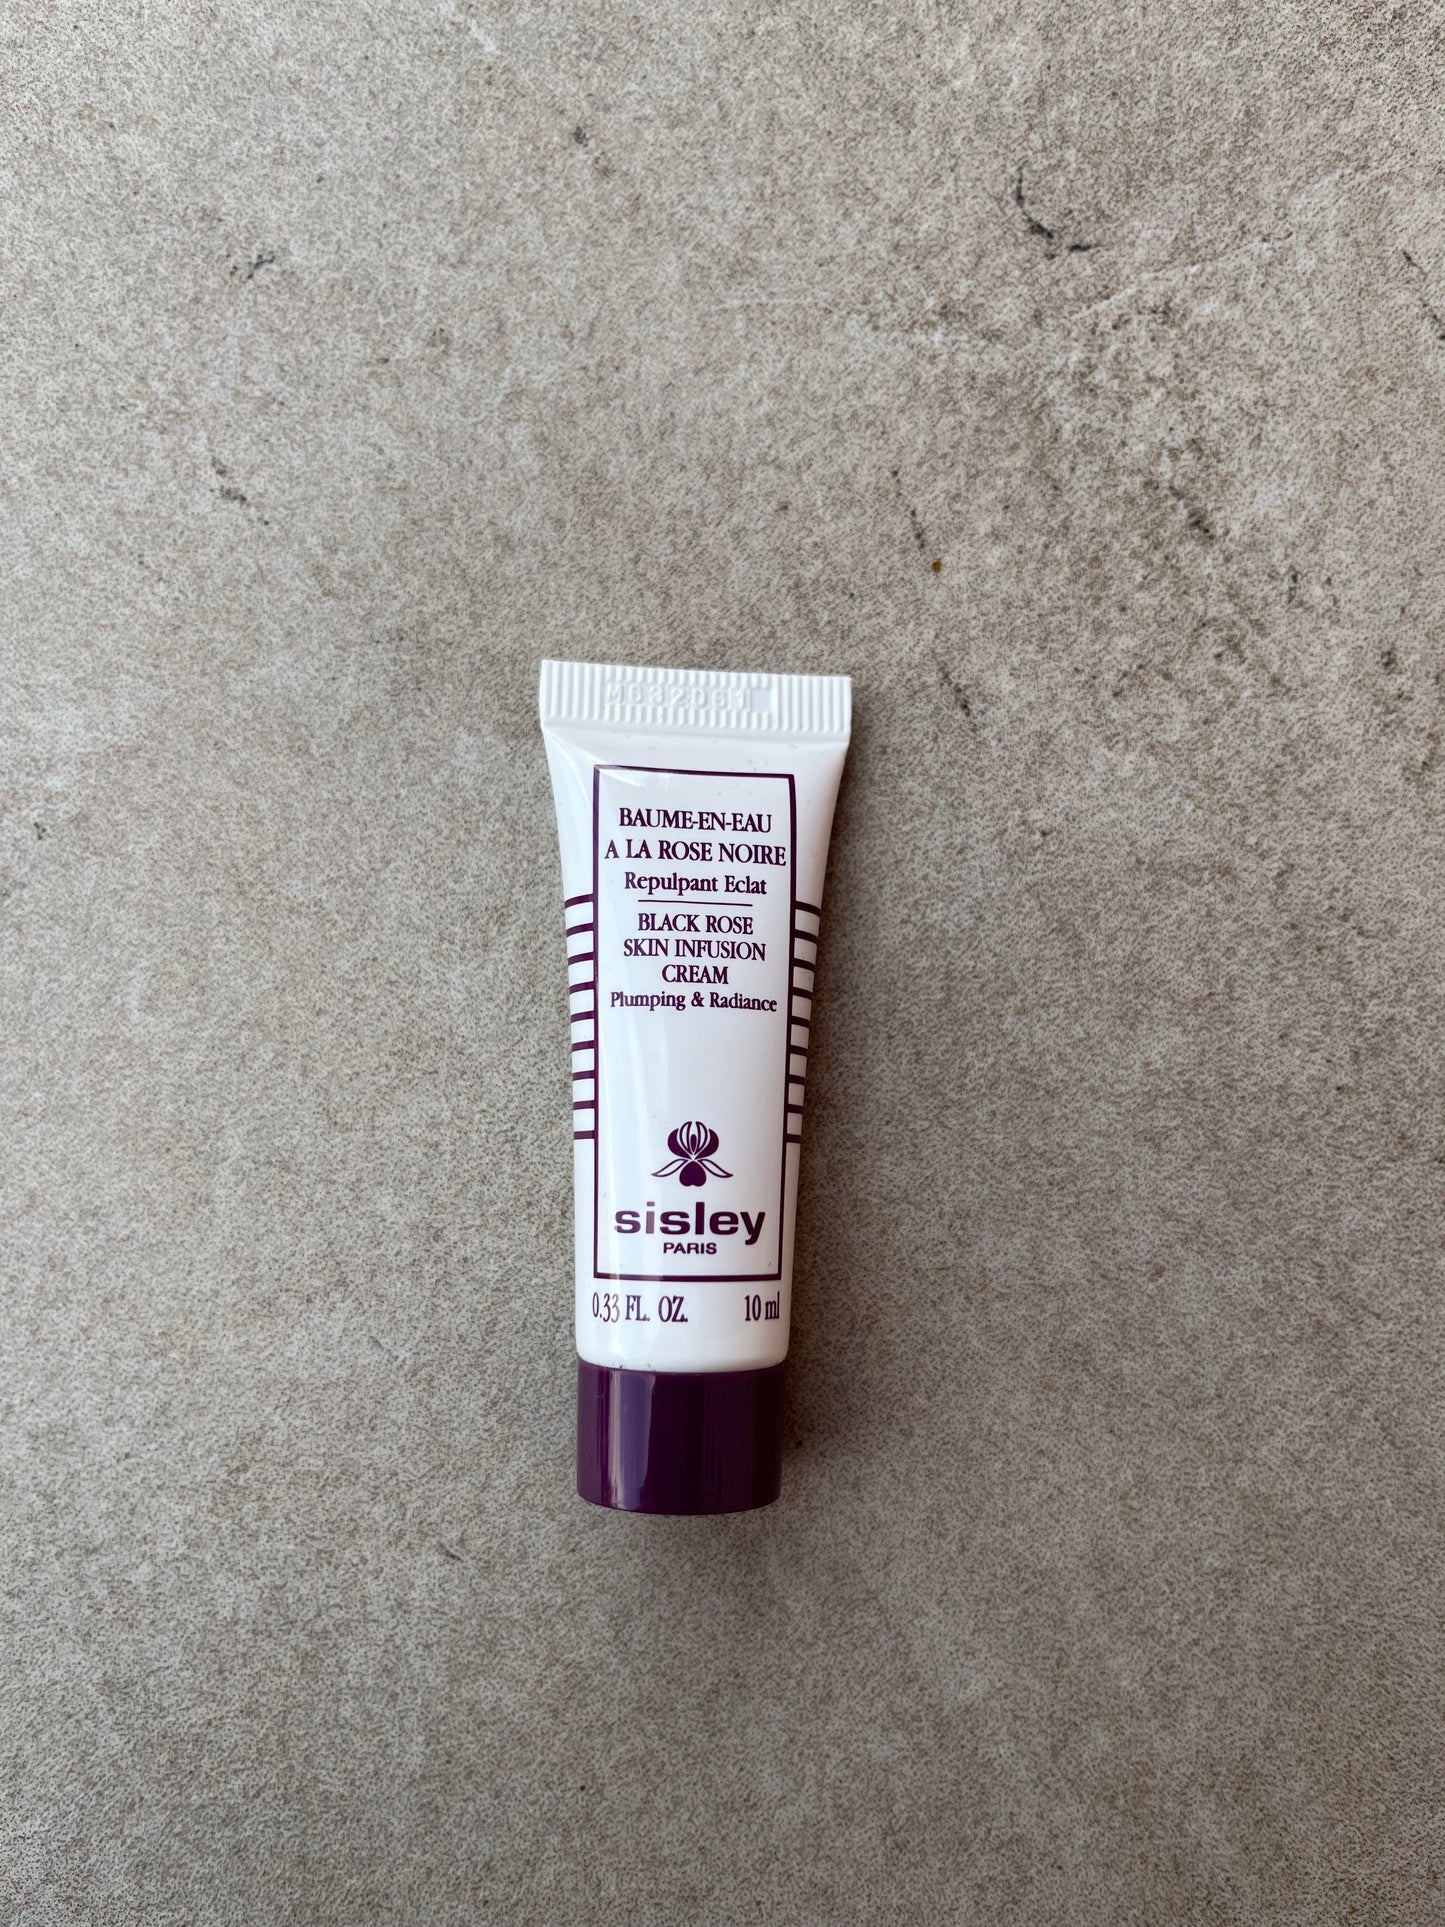 M632061
BAUME-EN-EAU
A LA ROSE NOIRE
Repulpant Eclat
BLACK ROSE
SKIN INFUSION
CREAM
Plumping & Radiance
sisley
PARIS
0.33 FL. OZ. 10 ml